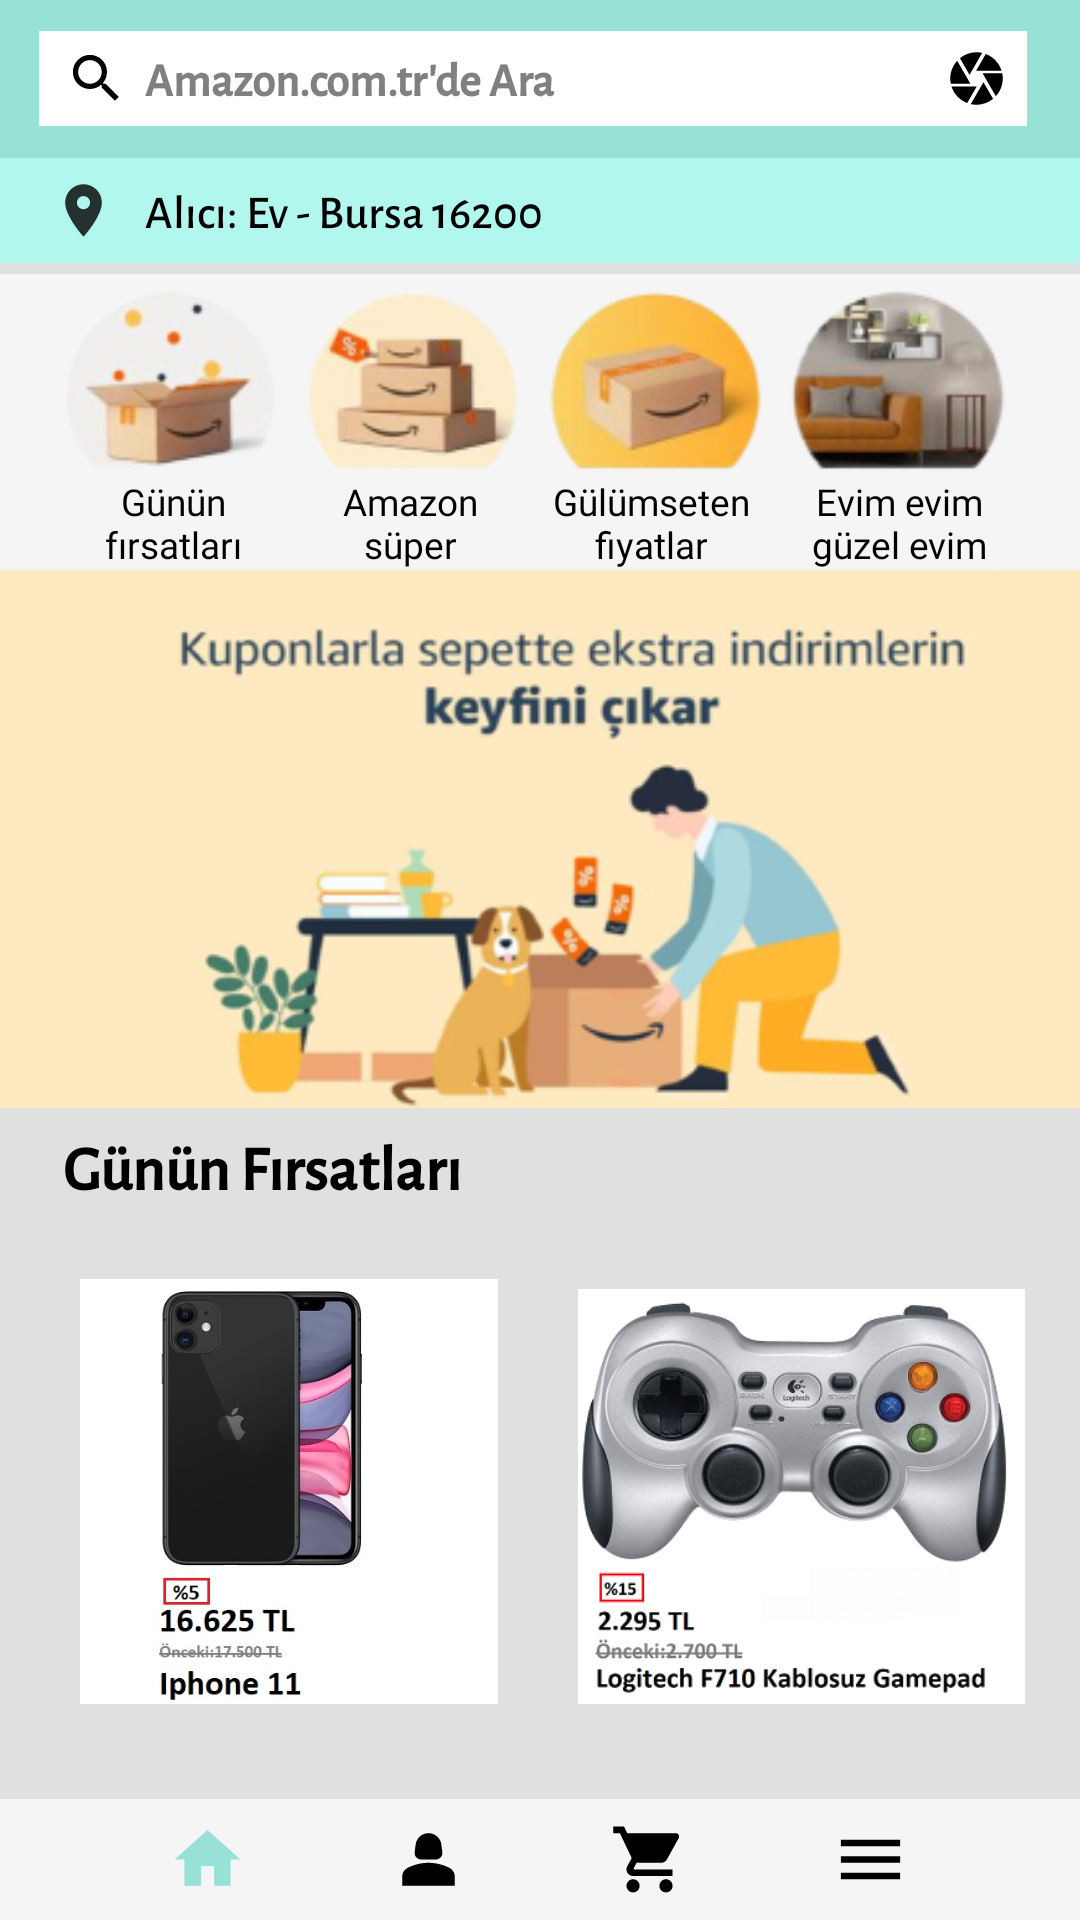 Amazon.com.tr'de Ara
Alıcı: Ev - Bursa 16200
%
Günün
fırsatları
Amazon
süper
Gülümseten
fiyatlar
Evim evim
güzel evim
Kuponlarla sepette ekstra indirimlerin
keyfini çıkar
%
%
%
Günün Fırsatları
%5
16.625 TL
Önceki:17.500 TL
Iphone 11
Logitech
%15
2.295 TL
Önceki:2.700 TL
Logitech F710 Kablosuz Gamepad